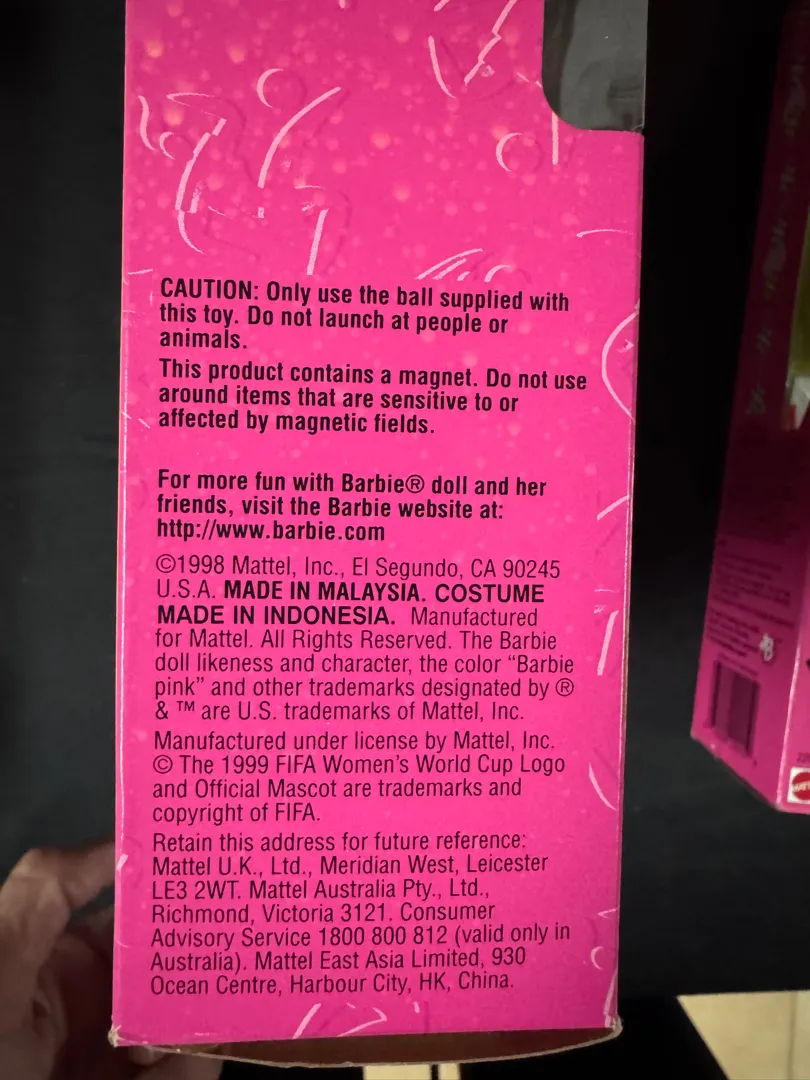 CAUTION: Only use the ball supplied with
this toy. Do not launch at people or
animals.
This product contains a magnet. Do not use
around items that are sensitive to or
affected by magnetic fields.
For more fun with Barbie® doll and her
friends, visit the Barbie website at:
http://www.barbie.com
©1998 Mattel, Inc., El Segundo, CA 90245
U.S.A. MADE IN MALAYSIA. COSTUME
MADE IN INDONESIA. Manufactured
for Mattel. All Rights Reserved. The Barbie
doll likeness and character, the color “Barbie
pink” and other trademarks designated by ®
& ™ are U.S. trademarks of Mattel, Inc.
Manufactured under license by Mattel, Inc.
© The 1999 FIFA Women's World Cup Logo
and Official Mascot are trademarks and
copyright of FIFA.
Retain this address for future reference:
Mattel U.K., Ltd., Meridian West, Leicester
LE3 2WT. Mattel Australia Pty., Ltd.,
Richmond, Victoria 3121. Consumer
Advisory Service 1800 800 812 (valid only in
Australia). Mattel East Asia Limited, 930
Ocean Centre, Harbour City, HK, China.